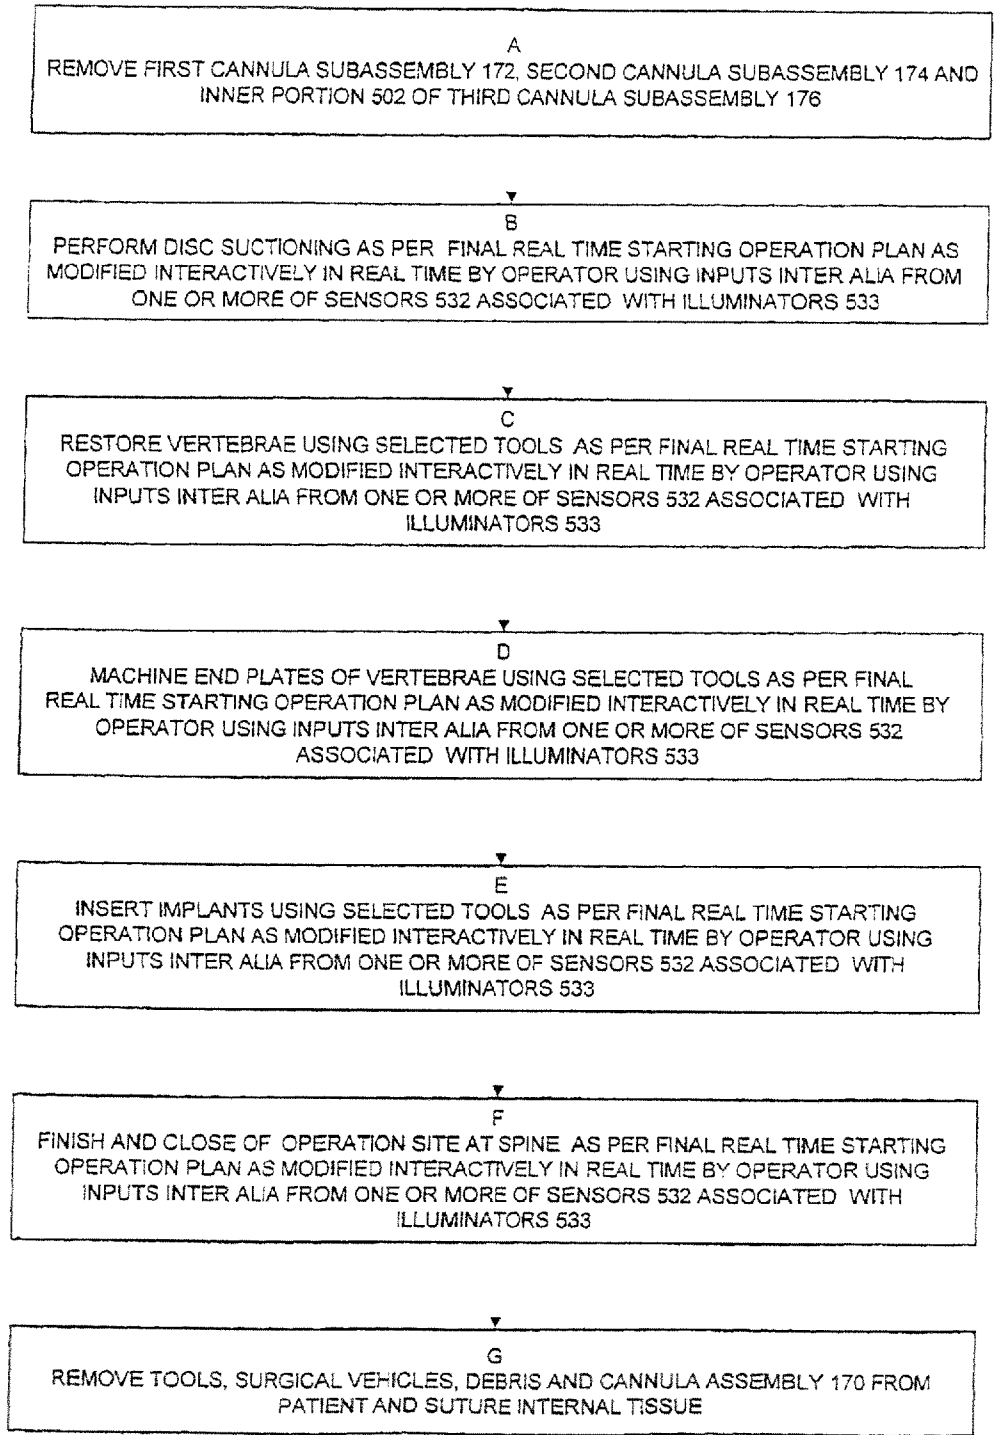 A
REMOVE FIRST CANNULA SUBASSEMBLY 172, SECOND CANNULA SUBASSEMBLY 174 AND
INNER PORTION 502 OF THIRD CANNULA SUBASSEMBLY 176
B
PERFORM DISC SUCTIONING AS PER FINAL REAL TIME STARTING OPERATION PLAN AS
MODIFIED INTERACTIVELY IN REAL TIME BY OPERATOR USING INPUTS INTER ALIA FROM
ONE OR MORE OF SENSORS 532 ASSOCIATED WITH ILLUMINATORS 533
C
RESTORE VERTEBRAE USING SELECTED TOOLS AS PER FINAL REAL TIME STARTING
OPERATION PLAN AS MODIFIED INTERACTIVELY IN REAL TIME BY OPERATOR USING
INPUTS INTER ALIA FROM ONE OR MORE OF SENSORS 532 ASSOCIATED WITH
ILLUMINATORS 533
D
MACHINE END PLATES OF VERTEBRAE USING SELECTED TOOLS AS PER FINAL
REAL TIME STARTING OPERATION PLAN AS MODIFIED INTERACTIVELY IN REAL TIME BY
OPERATOR USING INPUTS INTER ALIA FROM ONE OR MORE OF SENSORS 532
ASSOCIATED WITH ILLUMINATORS 533
E
INSERT IMPLANTS USING SELECTED TOOLS AS PER FINAL REAL TIME STARTING
OPERATION PLAN AS MODIFIED INTERACTIVELY IN REAL TIME BY OPERATOR USING
INPUTS INTER ALIA FROM ONE OR MORE OF SENSORS 532 ASSOCIATED WITH
ILLUMINATORS 533
F
FINISH AND CLOSE OF OPERATION SITE AT SPINE AS PER FINAL REAL TIME STARTING
OPERATION PLAN AS MODIFIED INTERACTIVELY IN REAL TIME BY OPERATOR USING
INPUTS INTER ALIA FROM ONE OR MORE OF SENSORS 532 ASSOCIATED WITH
ILLUMINATORS 533
G
REMOVE TOOLS, SURGICAL VEHICLES, DEBRIS AND CANNULA ASSEMBLY 170 FROM
PATIENT AND SUTURE INTERNAL TISSUE